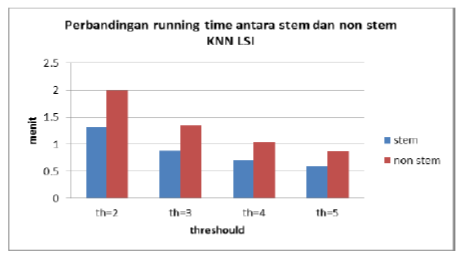 Perbandingan running time antara stem dan non stem
KNN LSI
2.5
2
1.5
1
0.5
0
menit
th=2 th=3 th=4 th=5
threshould
stem
non stem